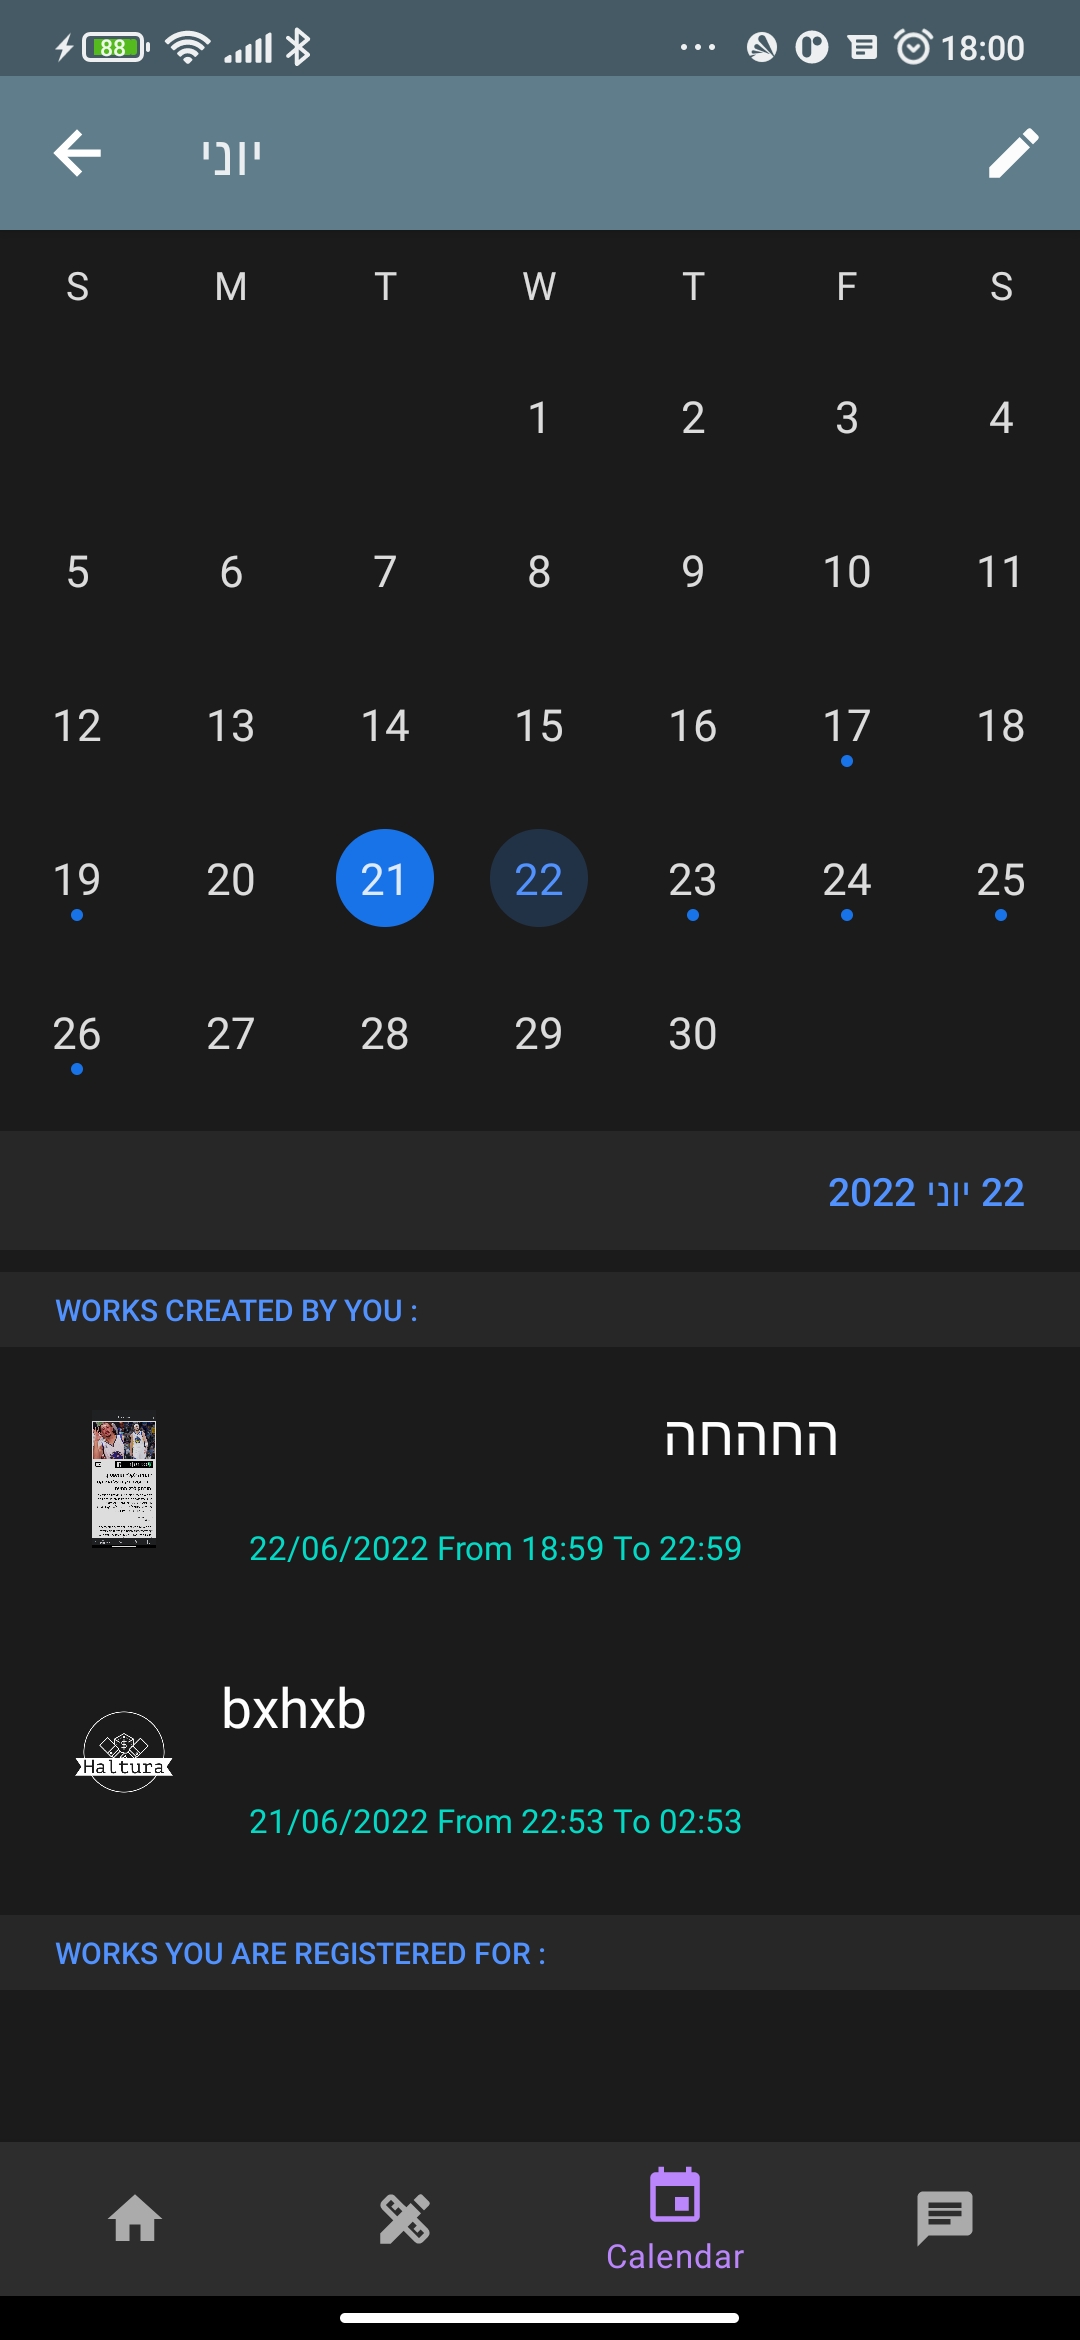 88 18:00
יוני
S M T W T F S
1 2 3 4
5 6 7 8 9 10 11
12 13 14 15 16 17 18
19 20 21 22 23 24 25
26 27 28 29 30
22 יוני 2022
WORKS CREATED BY YOU :
החהחה
22/06/2022 From 18:59 To 22:59
bxhxb
Haltura
21/06/2022 From 22:53 To 02:53
WORKS YOU ARE REGISTERED FOR :
Calendar